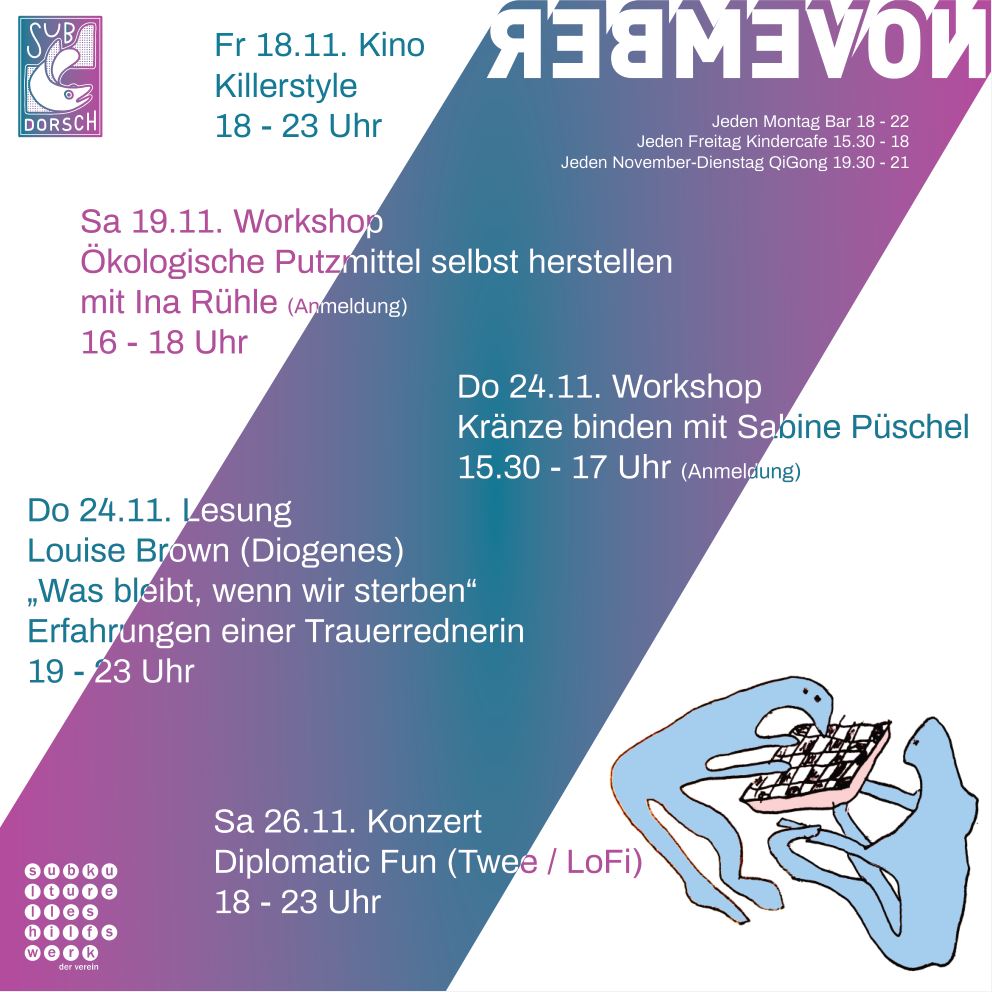 SUB
DORSCH
NOVEMBER
Jeden Montag Bar 18 - 22
Jeden Freitag Kindercafe 15.30 - 18
Jeden November-Dienstag QiGong 19.30 - 21
Fr 18.11. Kino
Killerstyle
18 - 23 Uhr
Sa 19.11. Workshop
Ökologische Putzmittel selbst herstellen
mit Ina Rühle (Anmeldung)
16 - 18 Uhr
Do 24.11. Workshop
Kränze binden mit Sabine Püschel
15.30 - 17 Uhr (Anmeldung)
Do 24.11. Lesung
Louise Brown (Diogenes)
„Was bleibt, wenn wir sterben“
Erfahrungen einer Trauerrednerin
19 - 23 Uhr
Sa 26.11. Konzert
Diplomatic Fun (Twee / LoFi)
18 - 23 Uhr
subku
lture
lles
hilfs
werk
der verein